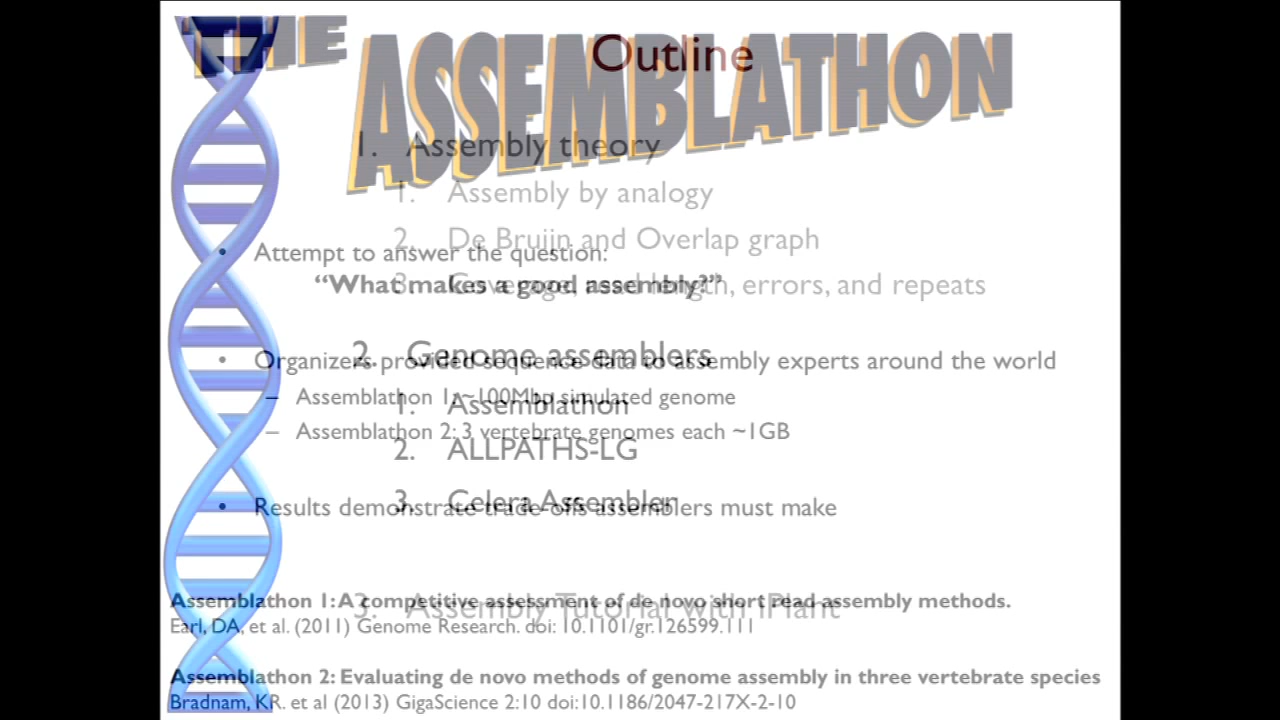 THE
ASSEMBLATHON
Outline
1. Assembly theory
1. Assembly by analogy
2. De Bruijn and Overlap graph
• Attempt to answer the question:
“What makes a good assembly?”
3. Coverage, read length, errors, and repeats
2. Genome assemblers
• Organizers provided sequence data to assembly experts around the world
– Assemblathon 1: ~100Mbp simulated genome
1. Assemblathon
– Assemblathon 2: 3 vertebrate genomes each ~1GB
2. ALLPATHS-LG
3. Celera Assembler
• Results demonstrate trade-offs assemblers must make
Assemblathon 1: A competitive assessment of de novo short read assembly methods.
3. Assembly Tutorial with iPlant
Earl, DA, et al. (2011) Genome Research. doi: 10.1101/gr.126599.111
Assemblathon 2: Evaluating de novo methods of genome assembly in three vertebrate species
Bradnam, KR. et al (2013) GigaScience 2:10 doi:10.1186/2047-217X-2-10